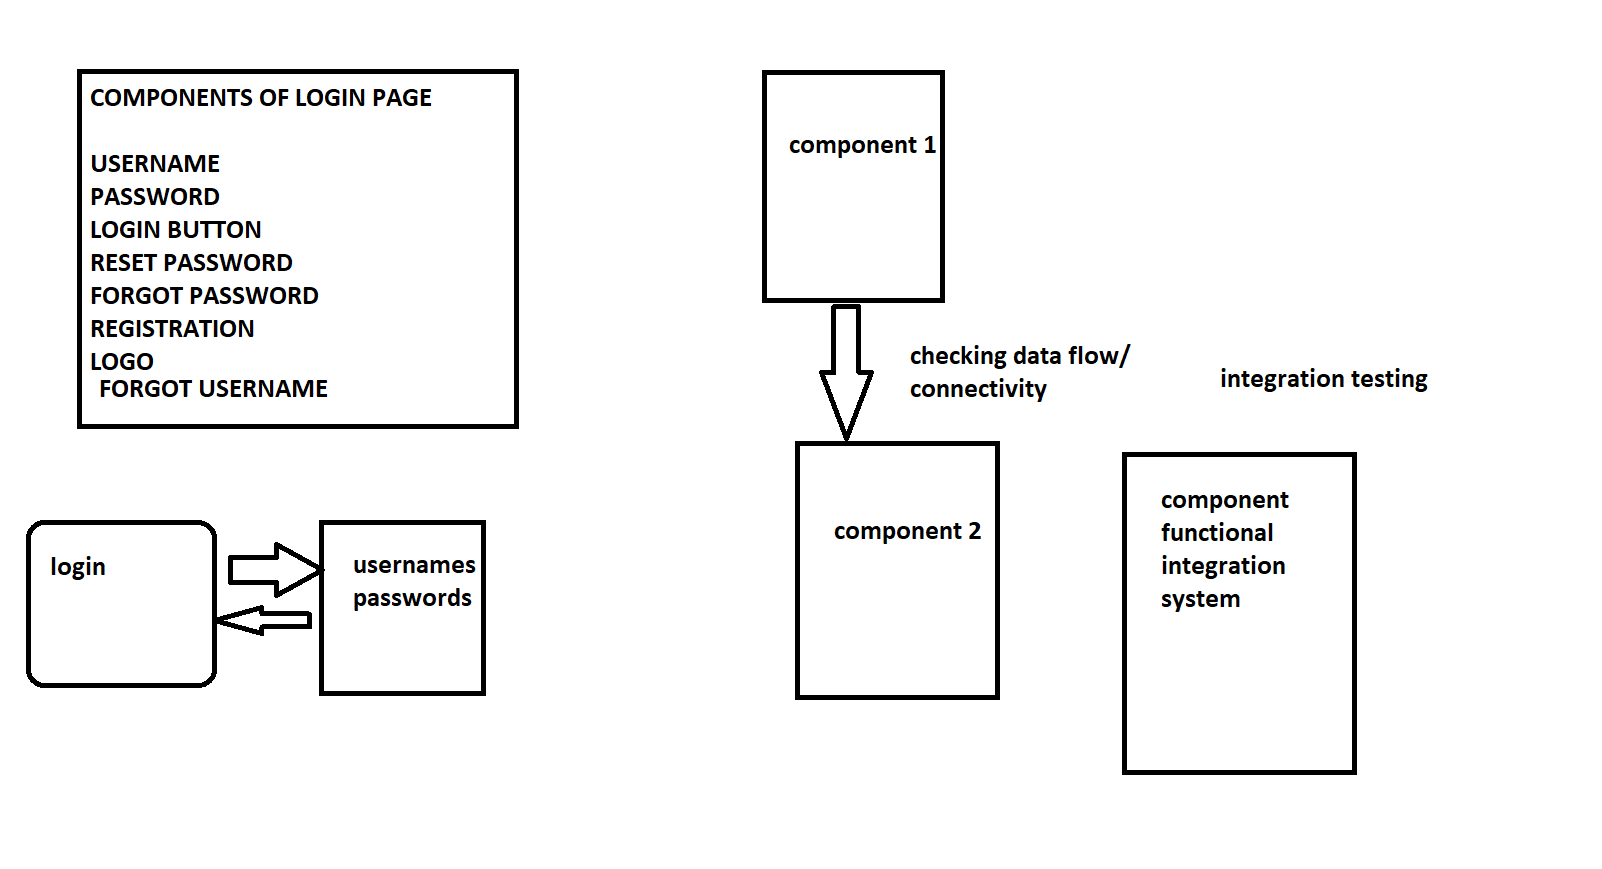 COMPONENTS OF LOGIN PAGE
USERNAME
PASSWORD
LOGIN BUTTON
RESET PASSWORD
FORGOT PASSWORD
REGISTRATION
LOGO
FORGOT USERNAME
login
usernames
passwords
component 1
checking data flow/
connectivity
component 2
integration testing
component
functional
integration
system